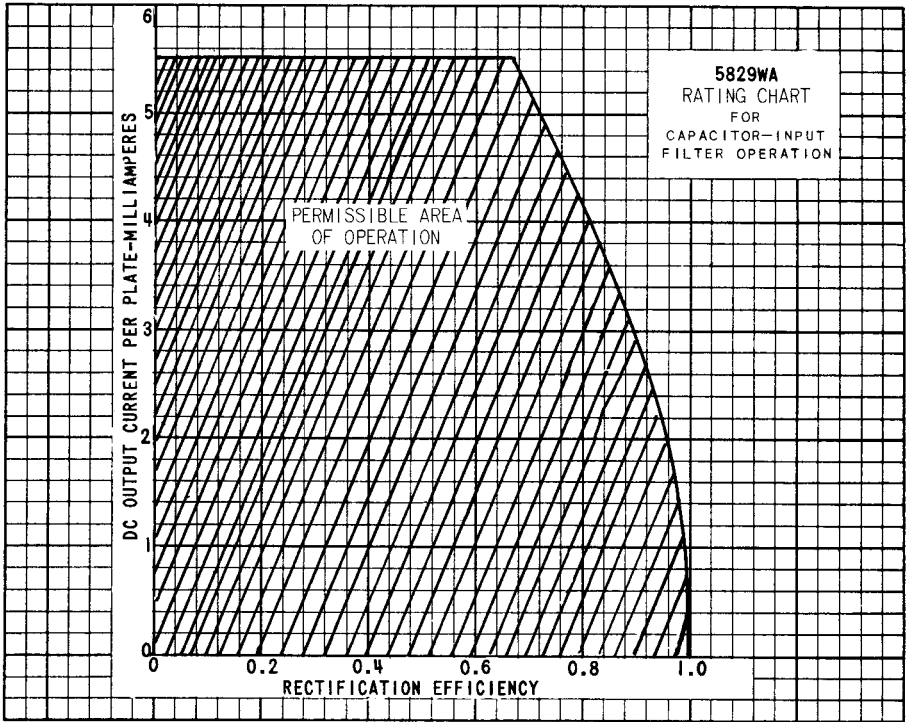 6
5
4
3
2
1
0
DC OUTPUT CURRENT PER PLATE-MILLIAMPERES
5829WA
RATING CHART
FOR
CAPACITOR-INPUT
FILTER OPERATION
PERMISSIBLE AREA
OF OPERATION
0 0.2 0.4 0.6 0.8 1.0
RECTIFICATION EFFICIENCY